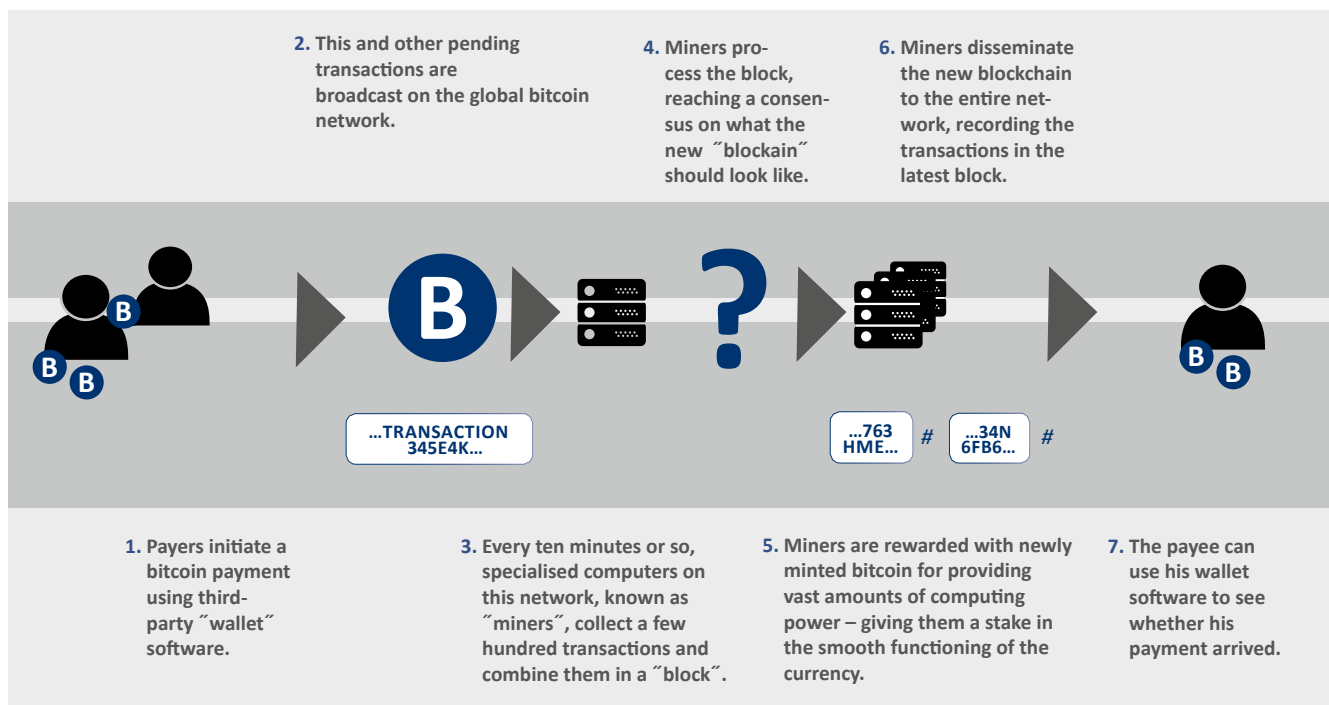 2. This and other pending
transactions are
broadcast on the global bitcoin
network.
4. Miners pro-
cess the block,
reaching a consen-
sus on what the
new ˝blockain˝
should look like.
6. Miners disseminate
the new blockchain
to the entire net-
work, recording the
transactions in the
latest block.
B
B
B
B
B
B
...TRANSACTION
345E4K...
...763
HME...
#
...34N
6FB6...
#
1. Payers initiate a
bitcoin payment
using third-
party ˝wallet˝
software.
3. Every ten minutes or so,
specialised computers on
this network, known as
˝miners˝, collect a few
hundred transactions and
combine them in a ˝block˝.
5. Miners are rewarded with newly
minted bitcoin for providing
vast amounts of computing
power – giving them a stake in
the smooth functioning of the
currency.
7. The payee can
use his wallet
software to see
whether his
payment arrived.